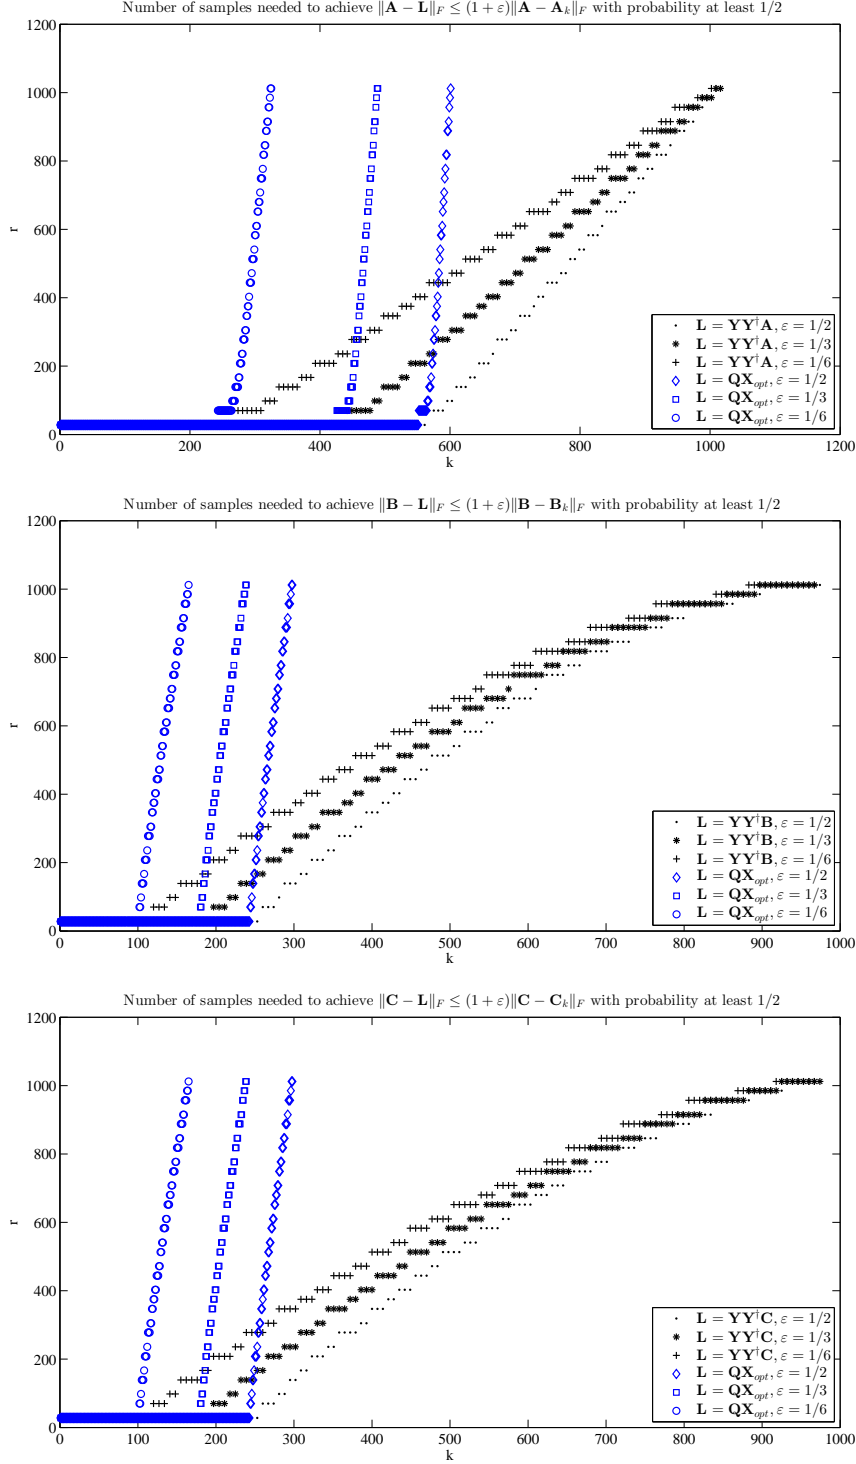 Number of samples needed to achieve ‖A − L‖F ≤ (1 + ε)‖A − Ak‖F with probability at least 1/2
1200
1000
800
600
400
200
0
r
0 200 400 600 800 1000 1200
k
L = YY†A, ε = 1/2
L = YY†A, ε = 1/3
L = YY†A, ε = 1/6
L = QXopt, ε = 1/2
L = QXopt, ε = 1/3
L = QXopt, ε = 1/6
Number of samples needed to achieve ‖B − L‖F ≤ (1 + ε)‖B − Bk‖F with probability at least 1/2
1200
1000
800
600
400
200
0
r
0 100 200 300 400 500 600 700 800 900 1000
k
L = YY†B, ε = 1/2
L = YY†B, ε = 1/3
L = YY†B, ε = 1/6
L = QXopt, ε = 1/2
L = QXopt, ε = 1/3
L = QXopt, ε = 1/6
Number of samples needed to achieve ‖C − L‖F ≤ (1 + ε)‖C − Ck‖F with probability at least 1/2
1200
1000
800
600
400
200
0
r
0 100 200 300 400 500 600 700 800 900 1000
k
L = YY†C, ε = 1/2
L = YY†C, ε = 1/3
L = YY†C, ε = 1/6
L = QXopt, ε = 1/2
L = QXopt, ε = 1/3
L = QXopt, ε = 1/6